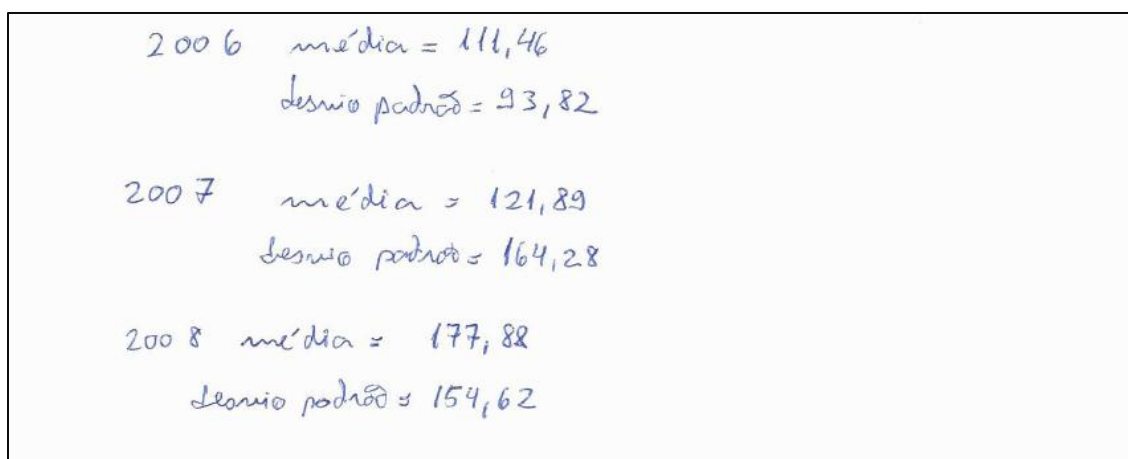 2006 média = 111,46
desvio padrão = 93,82
2007 média = 121,89
desvio padrão = 164,28
2008 média = 177,88
desvio padrão = 154,62